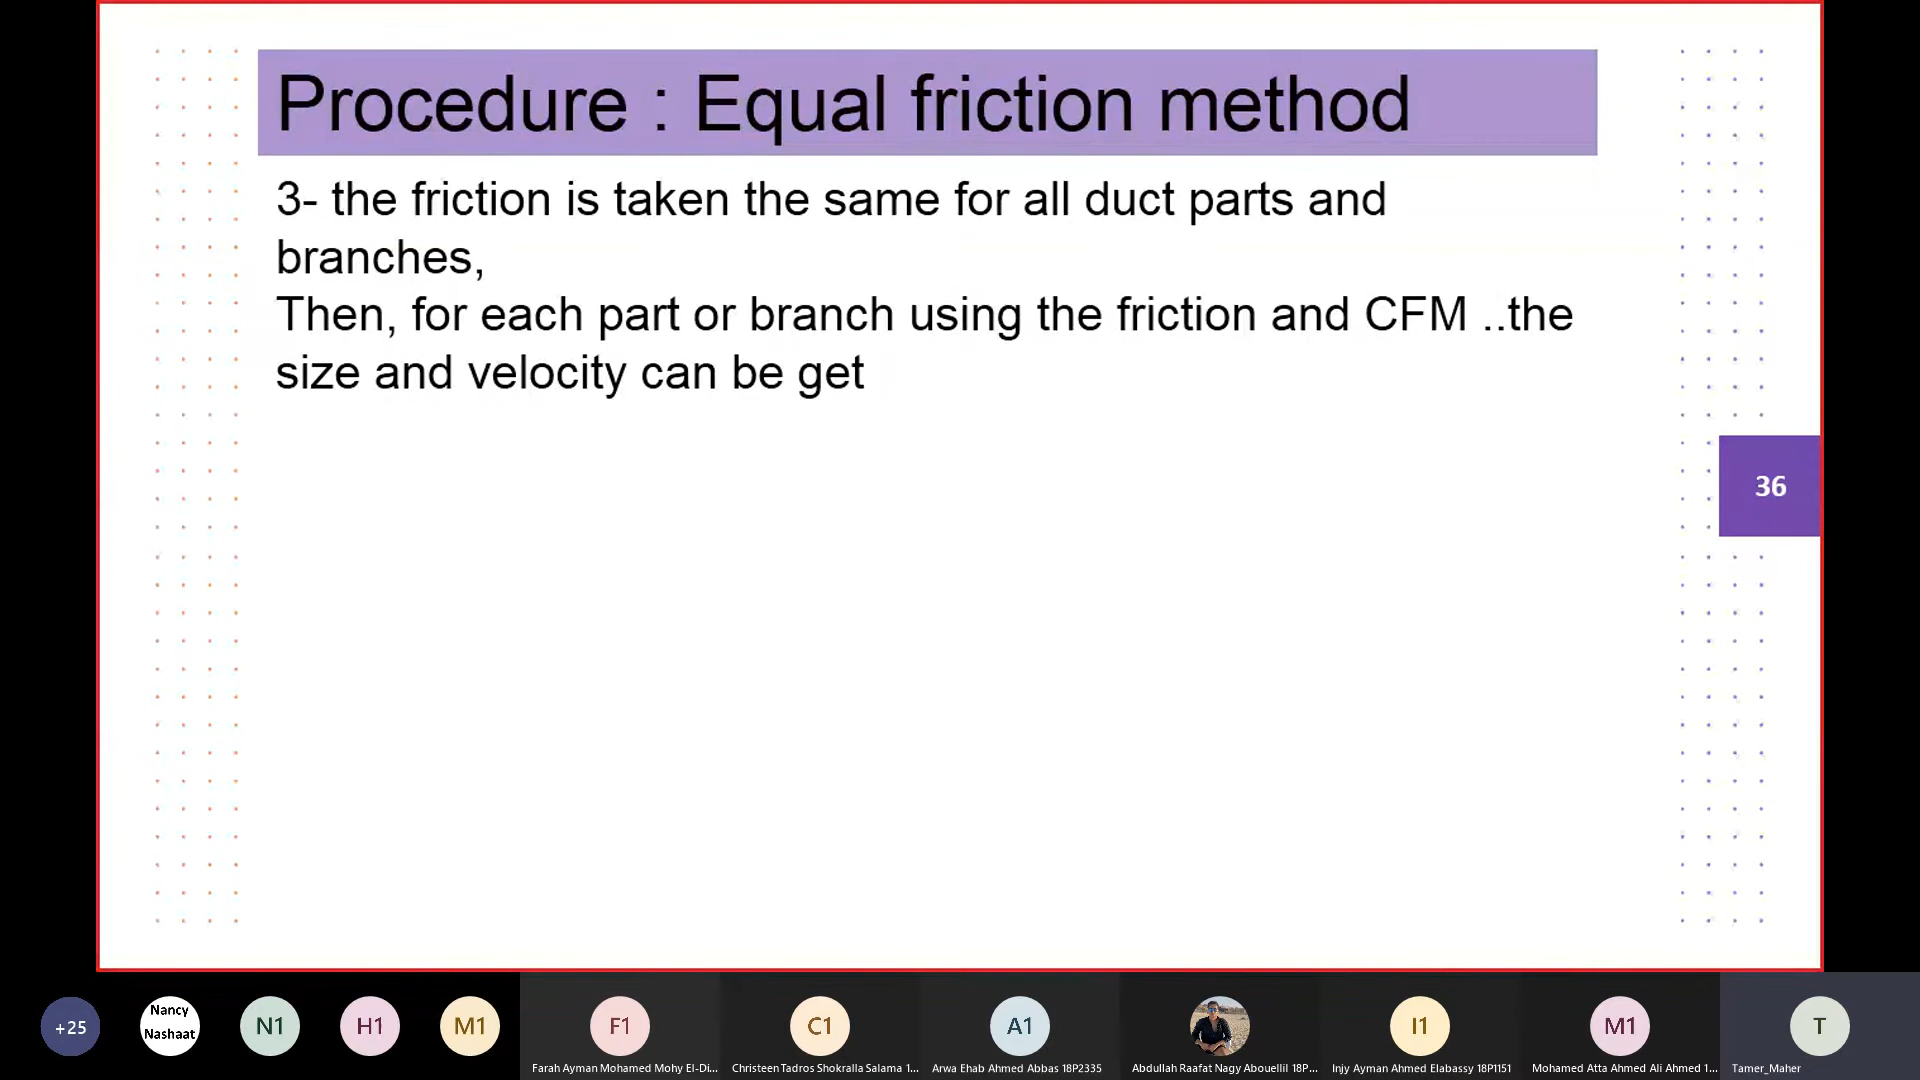 Procedure : Equal friction method
3- the friction is taken the same for all duct parts and
branches,
Then, for each part or branch using the friction and CFM ..the
size and velocity can be get
36
+25
Nancy
Nashaat
N1
H1
M1
F1
C1
A1
I1
M1
T
Farah Ayman Mohamed Mohy El-Di...
Christeen Tadros Shokralla Salama 1...
Arwa Ehab Ahmed Abbas 18P2335
Abdullah Raafat Nagy Abouellil 18P...
Injy Ayman Ahmed Elabassy 18P1151
Mohamed Atta Ahmed Ali Ahmed 1...
Tamer_Maher